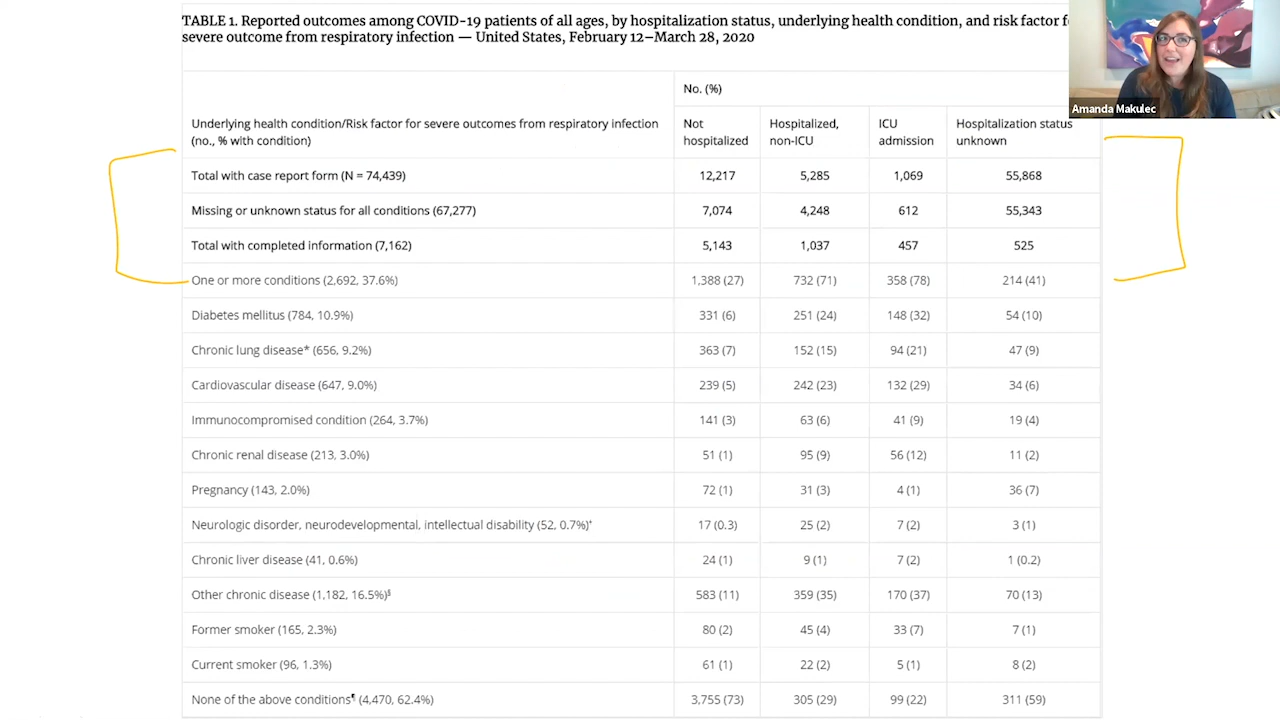 TABLE 1. Reported outcomes among COVID-19 patients of all ages, by hospitalization status, underlying health condition, and risk factor
severe outcome from respiratory infection — United States, February 12–March 28, 2020
Amanda Makulec
No. (%)
Underlying health condition/Risk factor for severe outcomes from respiratory infection (no., % with condition) Not hospitalized Hospitalized, non-ICU ICU admission Hospitalization status unknown
Total with case report form (N = 74,439) 12,217 5,285 1,069 55,868
Missing or unknown status for all conditions (67,277) 7,074 4,248 612 55,343
Total with completed information (7,162) 5,143 1,037 457 525
One or more conditions (2,692, 37.6%) 1,388 (27) 732 (71) 358 (78) 214 (41)
Diabetes mellitus (784, 10.9%) 331 (6) 251 (24) 148 (32) 54 (10)
Chronic lung disease* (656, 9.2%) 363 (7) 152 (15) 94 (21) 47 (9)
Cardiovascular disease (647, 9.0%) 239 (5) 242 (23) 132 (29) 34 (6)
Immunocompromised condition (264, 3.7%) 141 (3) 63 (6) 41 (9) 19 (4)
Chronic renal disease (213, 3.0%) 51 (1) 95 (9) 56 (12) 11 (2)
Pregnancy (143, 2.0%) 72 (1) 31 (3) 4 (1) 36 (7)
Neurologic disorder, neurodevelopmental, intellectual disability (52, 0.7%)⁺ 17 (0.3) 25 (2) 7 (2) 3 (1)
Chronic liver disease (41, 0.6%) 24 (1) 9 (1) 7 (2) 1 (0.2)
Other chronic disease (1,182, 16.5%)§ 583 (11) 359 (35) 170 (37) 70 (13)
Former smoker (165, 2.3%) 80 (2) 45 (4) 33 (7) 7 (1)
Current smoker (96, 1.3%) 61 (1) 22 (2) 5 (1) 8 (2)
None of the above conditions¶ (4,470, 62.4%) 3,755 (73) 305 (29) 99 (22) 311 (59)